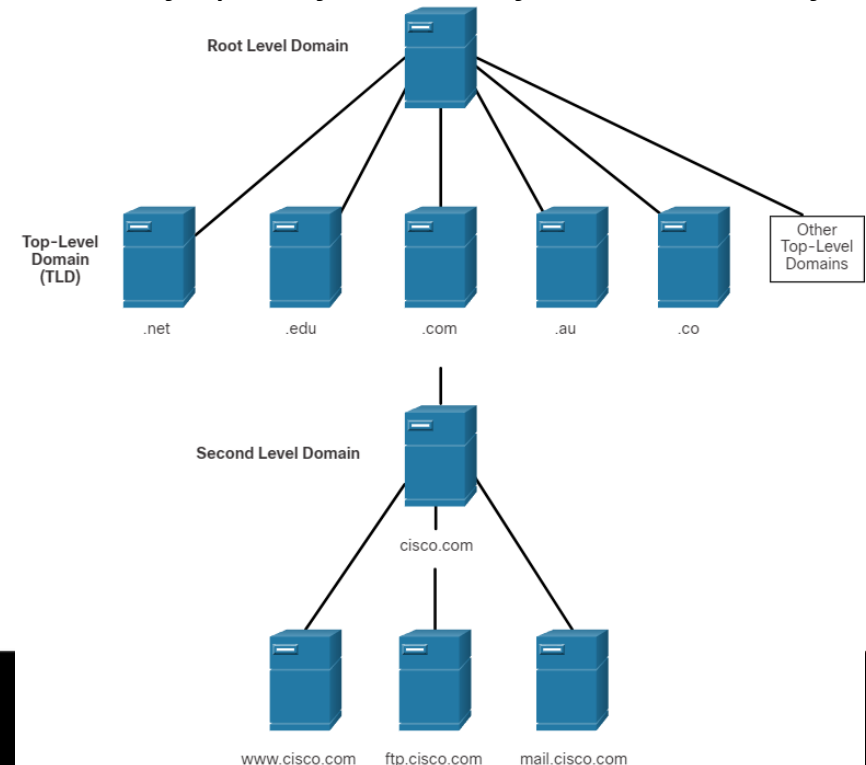 Root Level Domain
Top-Level
Domain
(TLD)
Other
Top-Level
Domains
.net
.edu
.com
.au
.co
Second Level Domain
cisco.com
www.cisco.com
ftp.cisco.com
mail.cisco.com